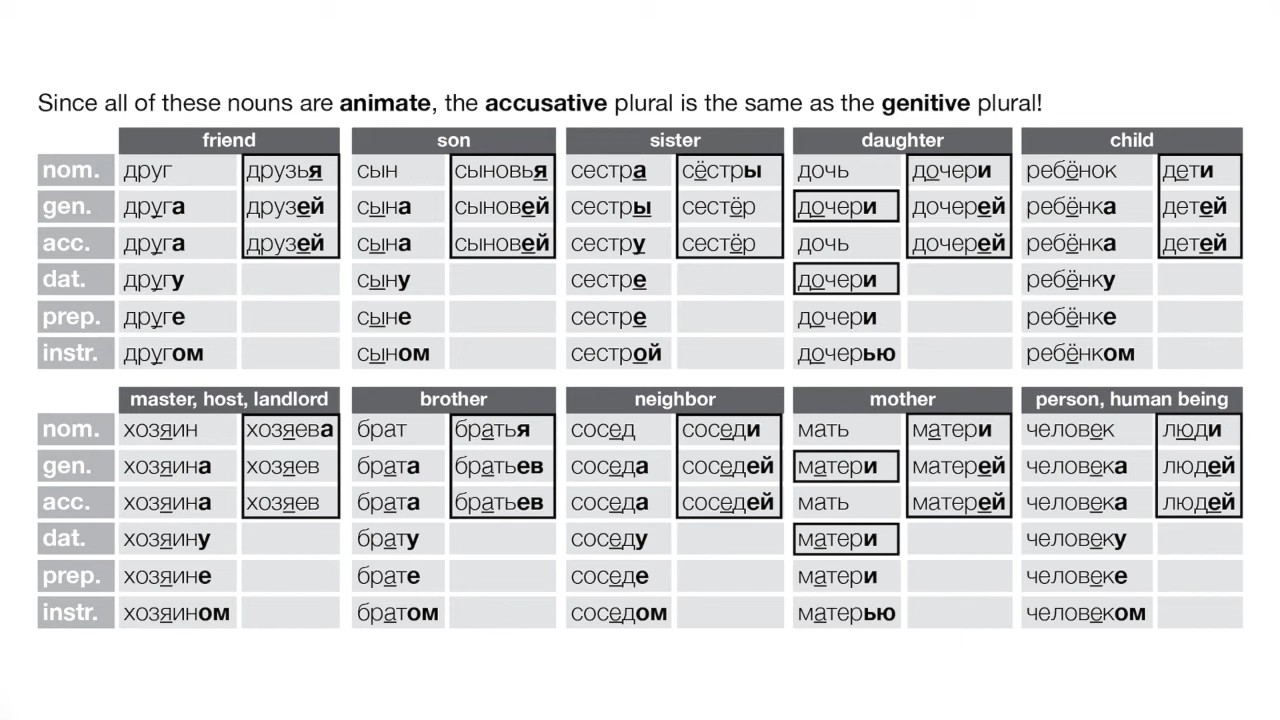 Since all of these nouns are animate, the accusative plural is the same as the genitive plural!
friend son sister daughter child
nom. друг друзья сын сыновья сестра сёстры дочь дочери ребёнок дети
gen. друга друзей сына сыновей сестры сестёр дочери дочерей ребёнка детей
acc. друга друзей сына сыновей сестру сестёр дочь дочерей ребёнка детей
dat. другу сыну сестре дочери ребёнку
prep. друге сыне сестре дочери ребёнке
instr. другом сыном сестрой дочерью ребёнком
master, host, landlord brother neighbor mother person, human being
nom. хозяин хозяева брат братья сосед соседи мать матери человек люди
gen. хозяина хозяев брата братьев соседа соседей матери матерей человека людей
acc. хозяина хозяев брата братьев соседа соседей мать матерей человека людей
dat. хозяину брату соседу матери человеку
prep. хозяине брате соседе матери человеке
instr. хозяином братом соседом матерью человеком